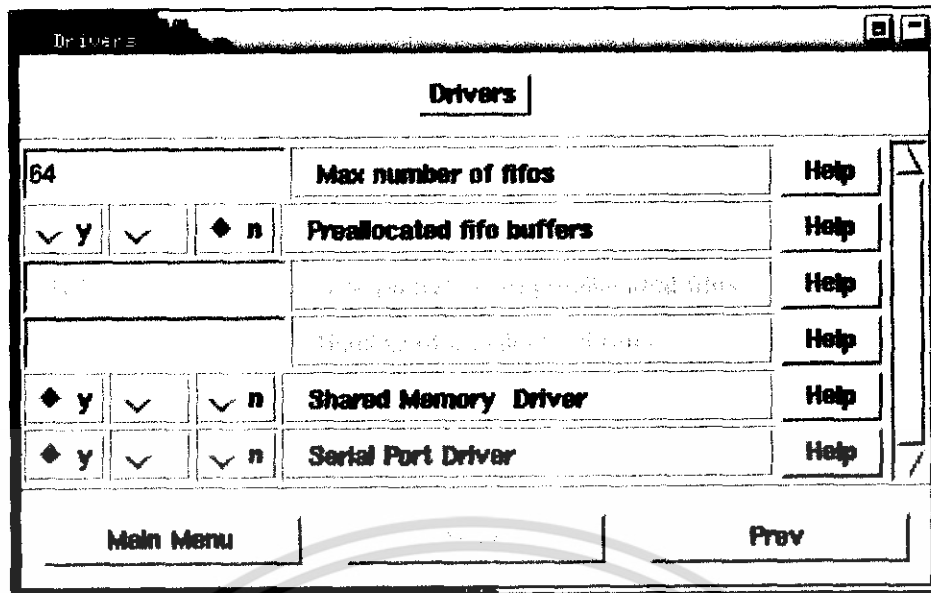 Drivers
Drivers
64 Max number of fifos Help
y n Preallocated fifo buffers Help
Help
Help
y n Shared Memory Driver Help
y n Serial Port Driver Help
Main Menu Prev